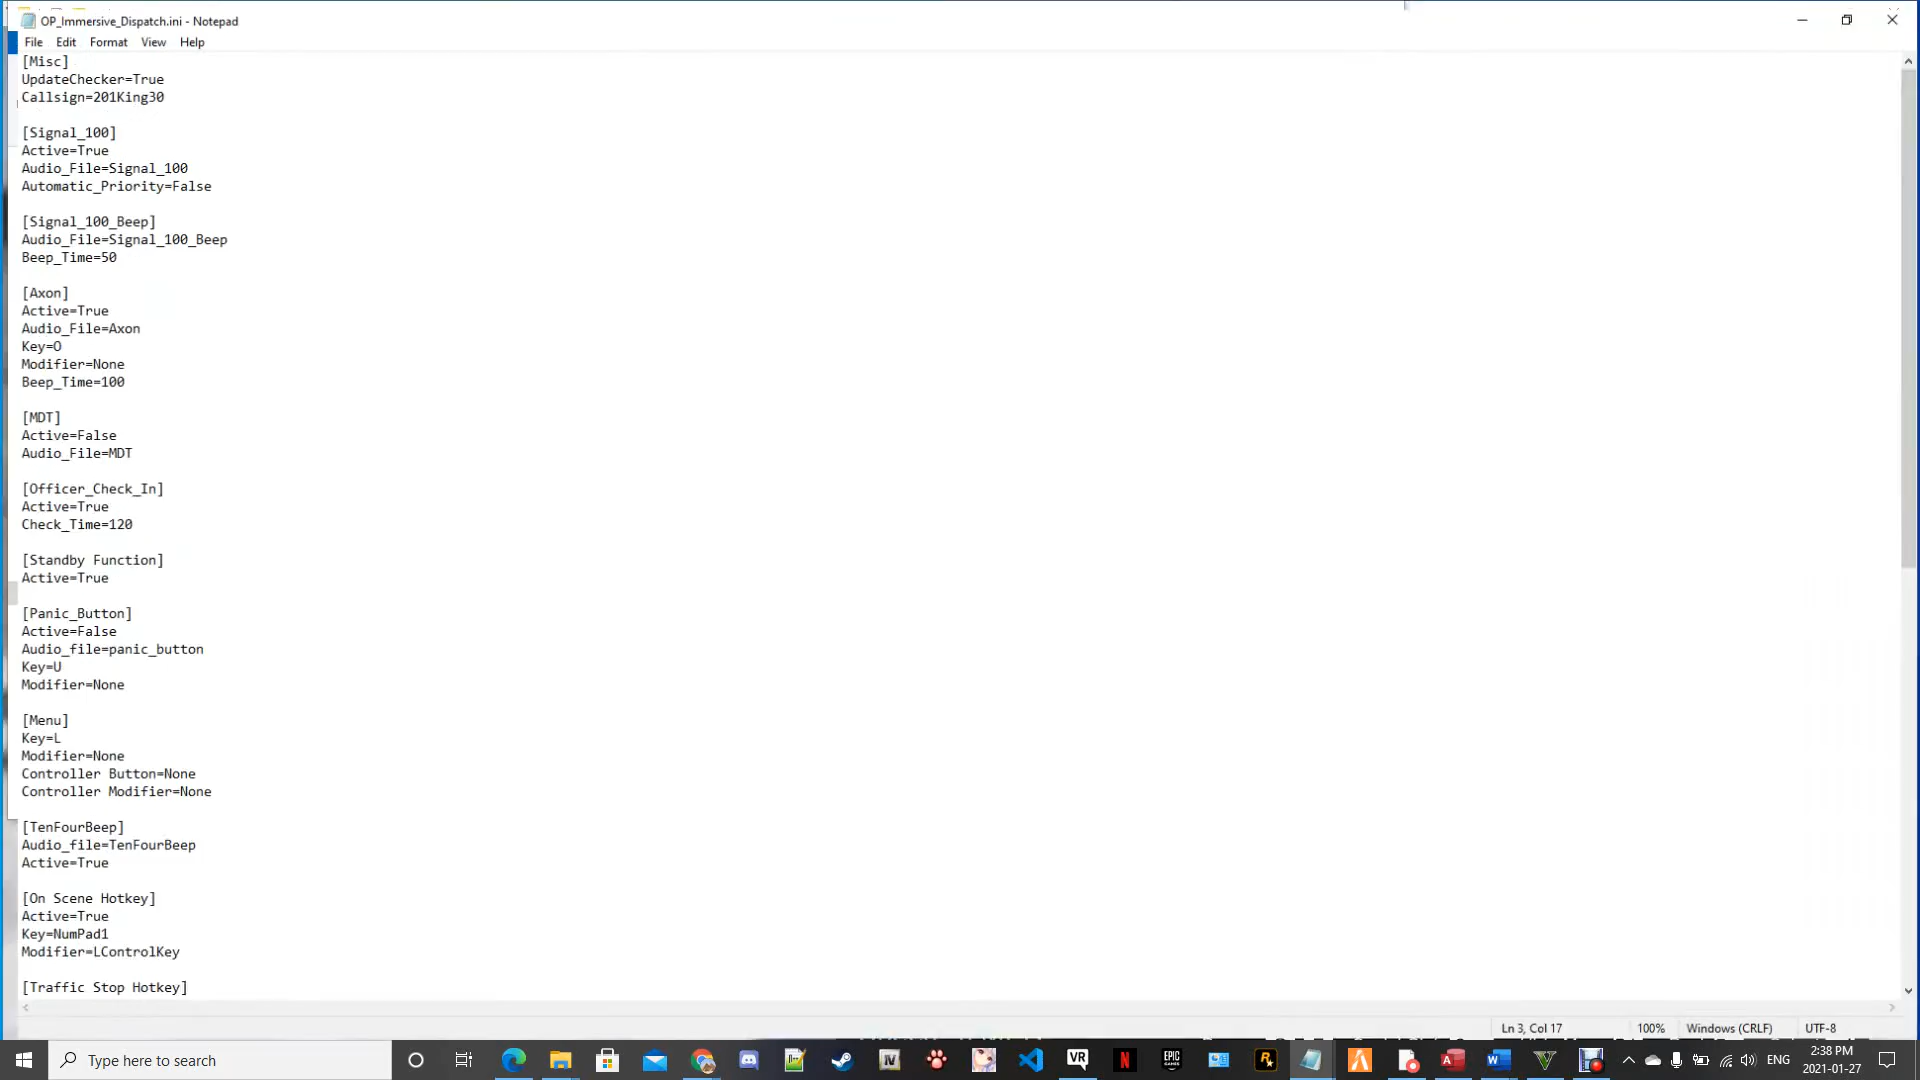 OP_Immersive_Dispatch.ini - Notepad
File Edit Format View Help
[Misc]
UpdateChecker=True
Callsign=201King30
[Signal_100]
Active=True
Audio_File=Signal_100
Automatic_Priority=False
[Signal_100_Beep]
Audio_File=Signal_100_Beep
Beep_Time=50
[Axon]
Active=True
Audio_File=Axon
Key=O
Modifier=None
Beep_Time=100
[MDT]
Active=False
Audio_File=MDT
[Officer_Check_In]
Active=True
Check_Time=120
[Standby Function]
Active=True
[Panic_Button]
Active=False
Audio_file=panic_button
Key=U
Modifier=None
[Menu]
Key=L
Modifier=None
Controller Button=None
Controller Modifier=None
[TenFourBeep]
Audio_file=TenFourBeep
Active=True
[On Scene Hotkey]
Active=True
Key=NumPad1
Modifier=LControlKey
[Traffic Stop Hotkey]
Ln 3, Col 17 100% Windows (CRLF) UTF-8
Type here to search
IV VR N EPIC GAMES R A W V ENG
2:38 PM
2021-01-27